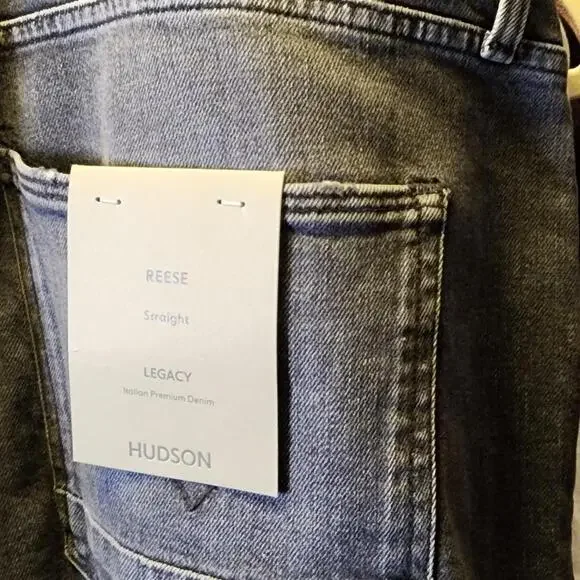 REESE
Straight
LEGACY
Italian Premium Denim
HUDSON